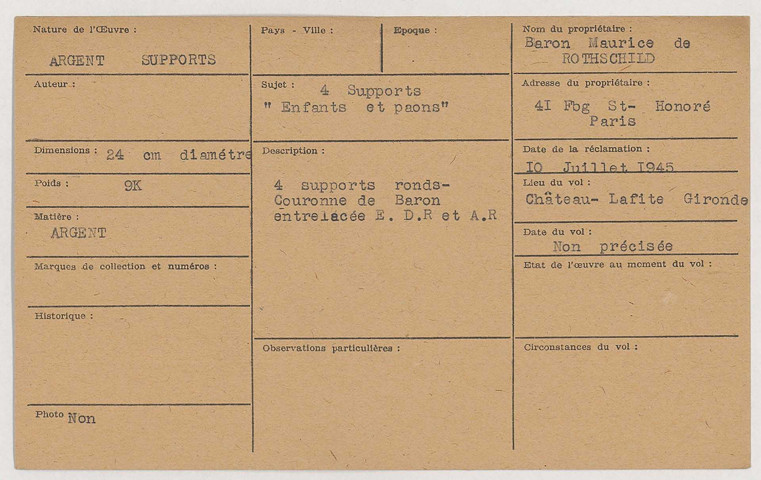 Nature de l'Œuvre :
ARGENT SUPPORTS
Auteur :
Dimensions : 24 cm diamétre
Poids : 9K
Matière :
ARGENT
Marques de collection et numéros :
Historique :
Photo Non
Pays - Ville :
Epoque :
Sujet : 4 Supports
" Enfants et paons"
Description :
4 supports ronds-
Couronne de Baron
entrelacée E. D.R et A.R
Observations particulières :
Nom du propriétaire :
Baron Maurice de
ROTHSCHILD
Adresse du propriétaire :
4I Fbg St- Honoré
Paris
Date de la réclamation :
IO Juillet I945
Lieu du vol :
Château- Lafite Gironde
Date du vol :
Non précisée
Etat de l'œuvre au moment du vol :
Circonstances du vol :